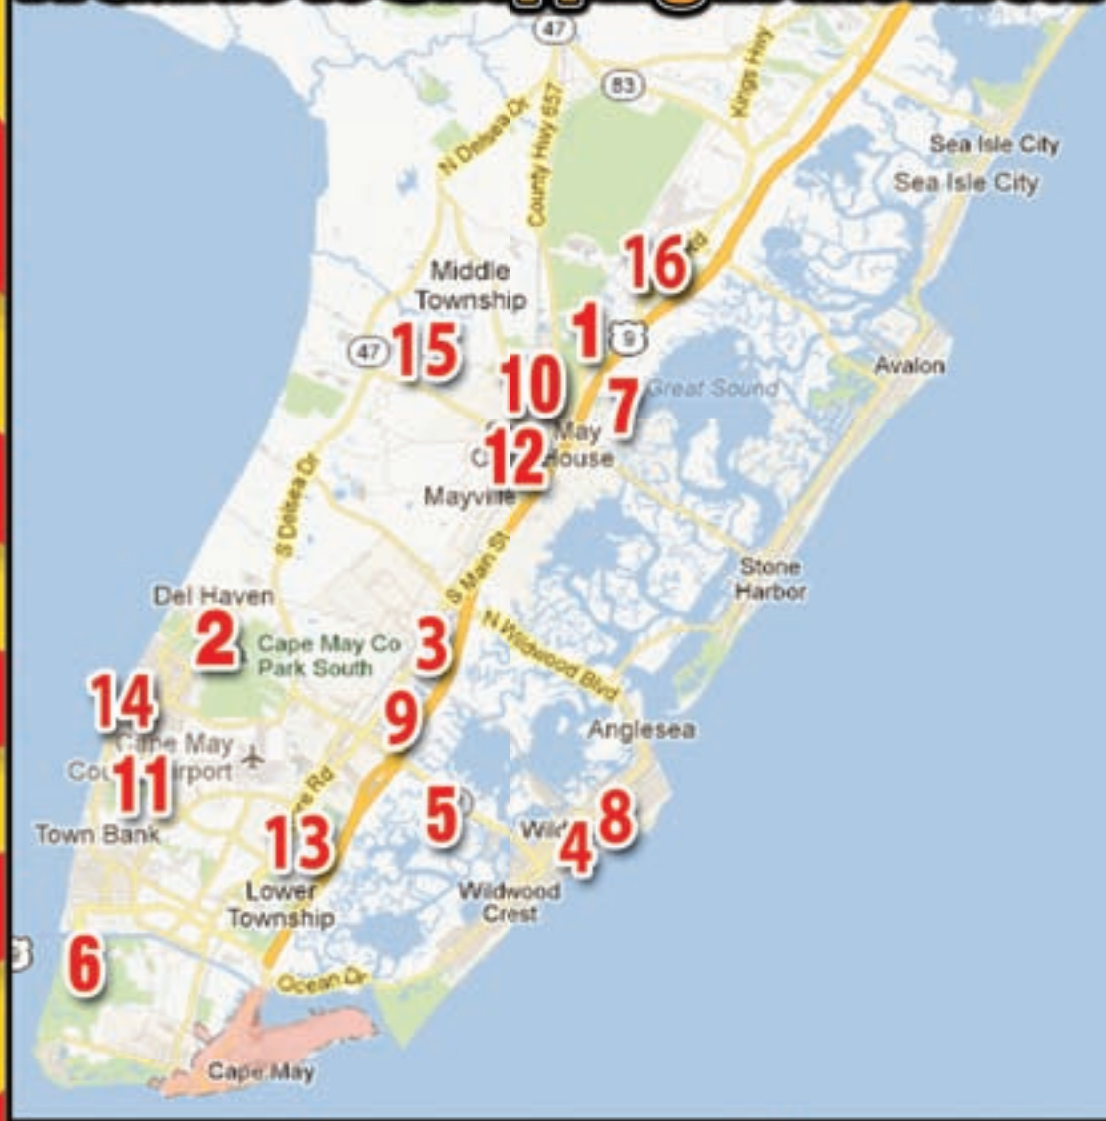 47
83
Kings Hwy
N Delsea Dr
County Hwy 657
Sea Isle City
Sea Isle City
16
Rd
Middle
Township
1
9
47
15
10
7
Great Sound
Avalon
May
12
House
Mayville
S Delsea Dr
S Main St
Stone
Harbor
Del Haven
2
3
Cape May Co
Park South
N Wildwood Blvd
14
9
Anglesea
Cape May
11
5
8
4
Town Bank
13
Lower
Township
Wildwood
Crest
6
Ocean Dr
Cape May